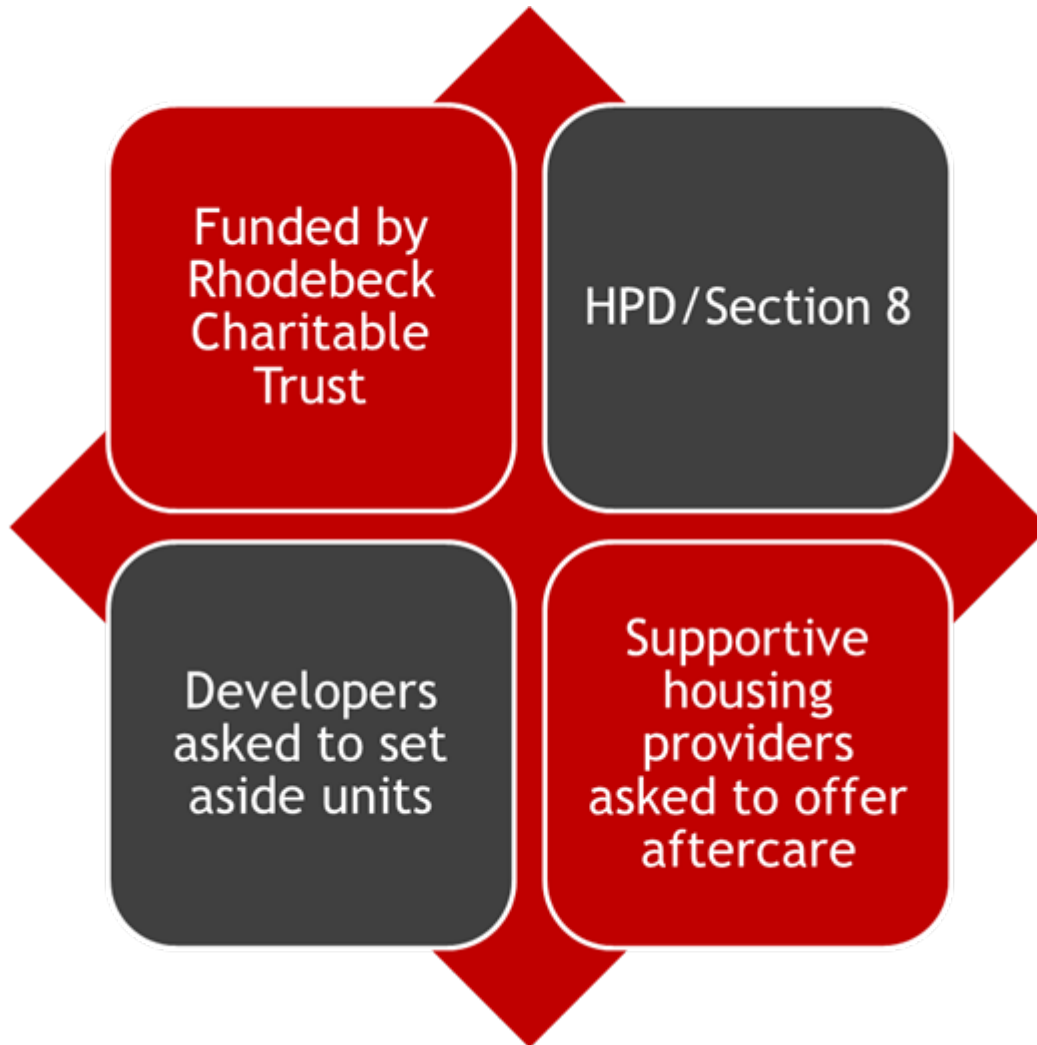 Funded by
Rhodebeck
Charitable
Trust
HPD/Section 8
Developers
asked to set
aside units
Supportive
housing
providers
asked to offer
aftercare